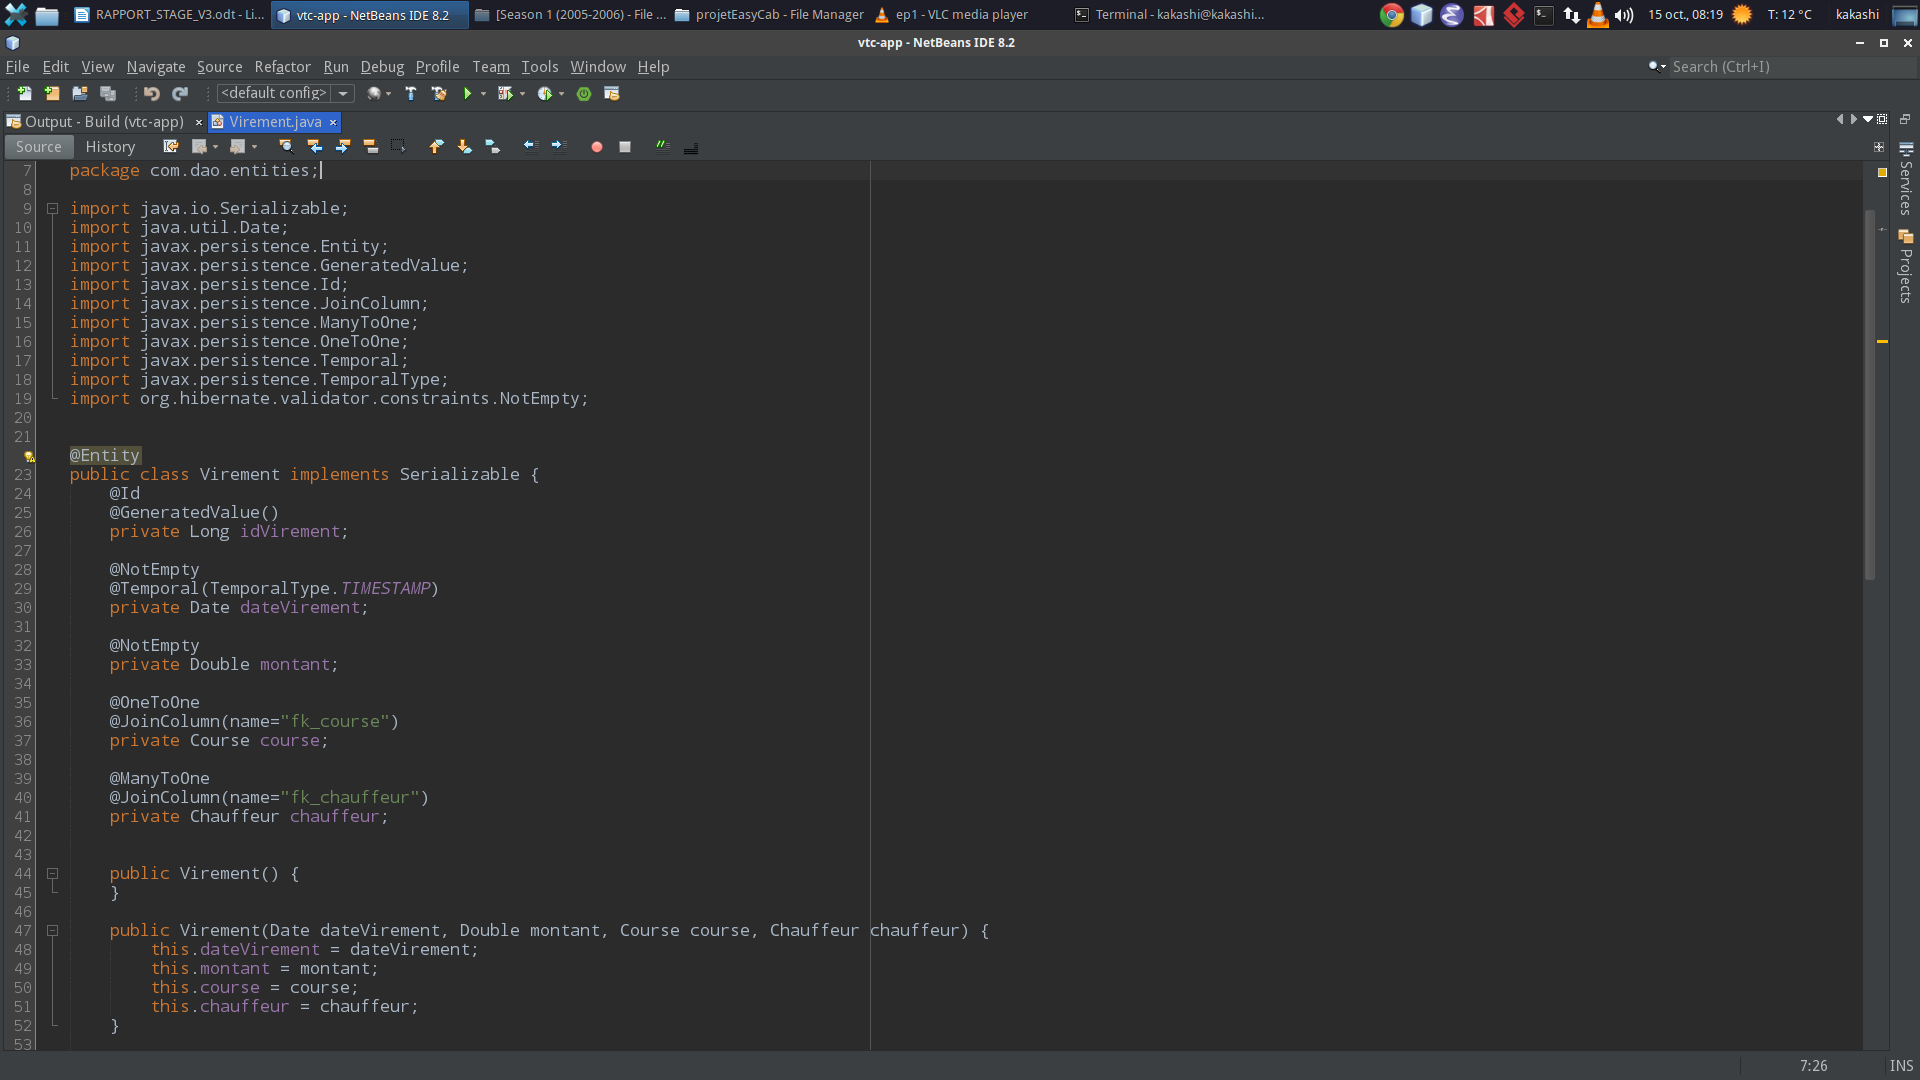 RAPPORT_STAGE_V3.odt - Li...
vtc-app - NetBeans IDE 8.2
[Season 1 (2005-2006) - File ...
projetEasyCab - File Manager
ep1 - VLC media player
Terminal - kakashi@kakashi...
15 oct., 08:19
T: 12 °C
kakashi
vtc-app - NetBeans IDE 8.2
File Edit View Navigate Source Refactor Run Debug Profile Team Tools Window Help
Search (Ctrl+I)
<default config>
Output - Build (vtc-app)
Virement.java
Source History
Services
Projects
7 package com.dao.entities;
8
9 import java.io.Serializable;
10 import java.util.Date;
11 import javax.persistence.Entity;
12 import javax.persistence.GeneratedValue;
13 import javax.persistence.Id;
14 import javax.persistence.JoinColumn;
15 import javax.persistence.ManyToOne;
16 import javax.persistence.OneToOne;
17 import javax.persistence.Temporal;
18 import javax.persistence.TemporalType;
19 import org.hibernate.validator.constraints.NotEmpty;
20
21
@Entity
23 public class Virement implements Serializable {
24 @Id
25 @GeneratedValue()
26 private Long idVirement;
27
28 @NotEmpty
29 @Temporal(TemporalType.TIMESTAMP)
30 private Date dateVirement;
31
32 @NotEmpty
33 private Double montant;
34
35 @OneToOne
36 @JoinColumn(name="fk_course")
37 private Course course;
38
39 @ManyToOne
40 @JoinColumn(name="fk_chauffeur")
41 private Chauffeur chauffeur;
42
43
44 public Virement() {
45 }
46
47 public Virement(Date dateVirement, Double montant, Course course, Chauffeur chauffeur) {
48 this.dateVirement = dateVirement;
49 this.montant = montant;
50 this.course = course;
51 this.chauffeur = chauffeur;
52 }
53
7:26
INS